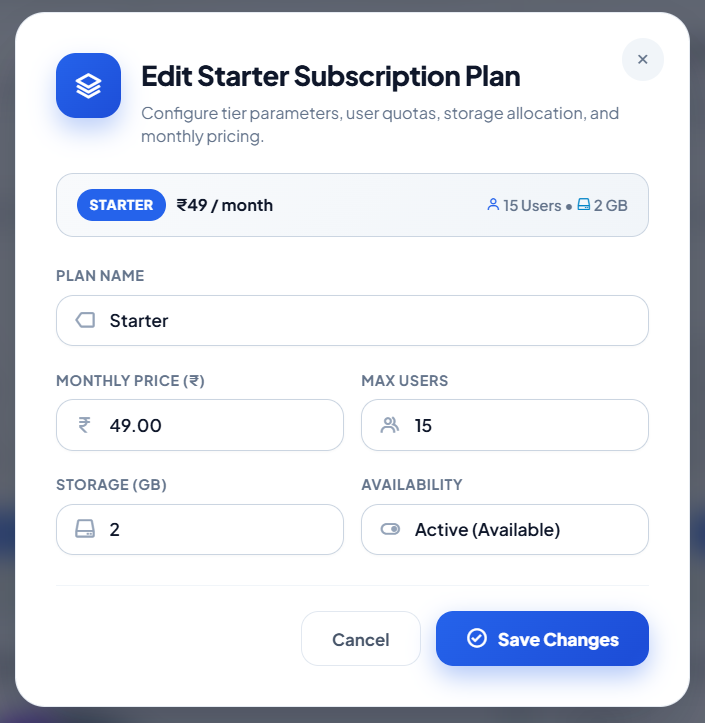 Edit Starter Subscription Plan
Configure tier parameters, user quotas, storage allocation, and
monthly pricing.
STARTER ₹49 / month 15 Users • 2 GB
PLAN NAME
Starter
MONTHLY PRICE (₹) MAX USERS
₹ 49.00 15
STORAGE (GB) AVAILABILITY
2 Active (Available)
Cancel Save Changes